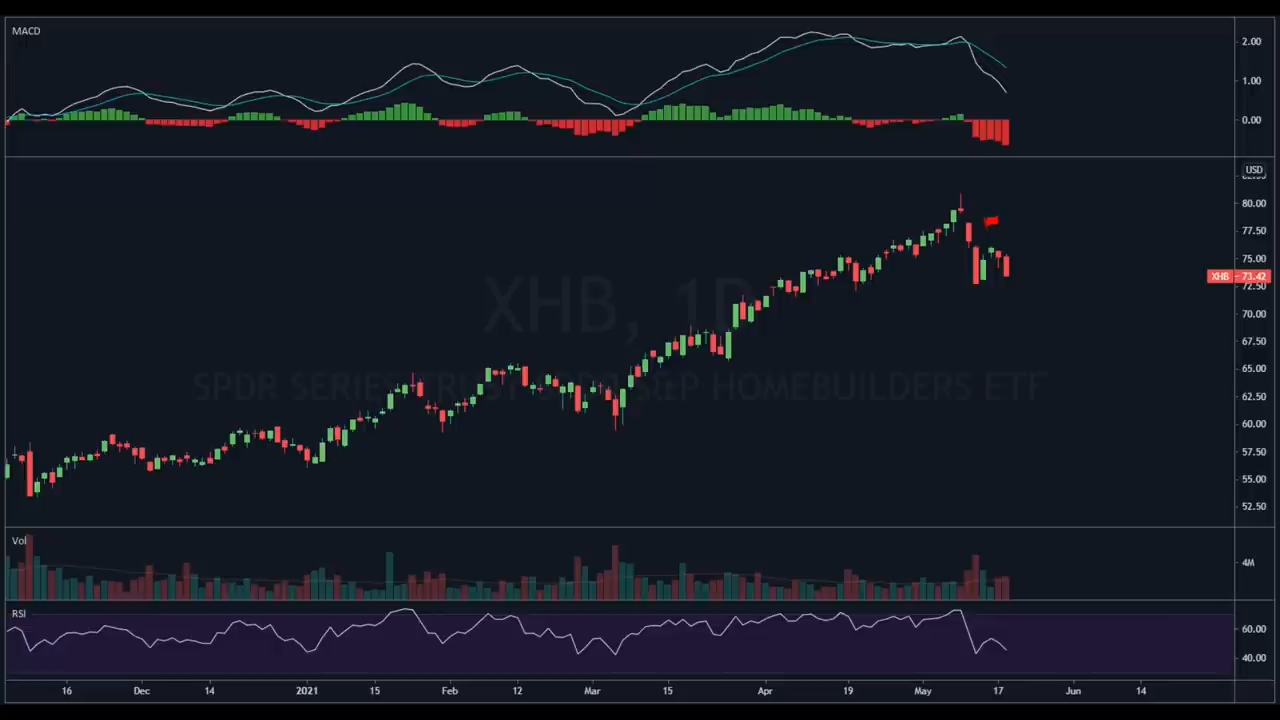 MACD
2.00
1.00
0.00
USD
80.00
77.50
75.00
XHB 73.42
72.50
70.00
67.50
65.00
62.50
60.00
57.50
55.00
52.50
XHB, 1D
SPDR SERIES TRUST S&P HOMEBUILDERS ETF
Vol
4M
RSI
60.00
40.00
16 Dec 14 2021 15 Feb 12 Mar 15 Apr 19 May 17 Jun 14